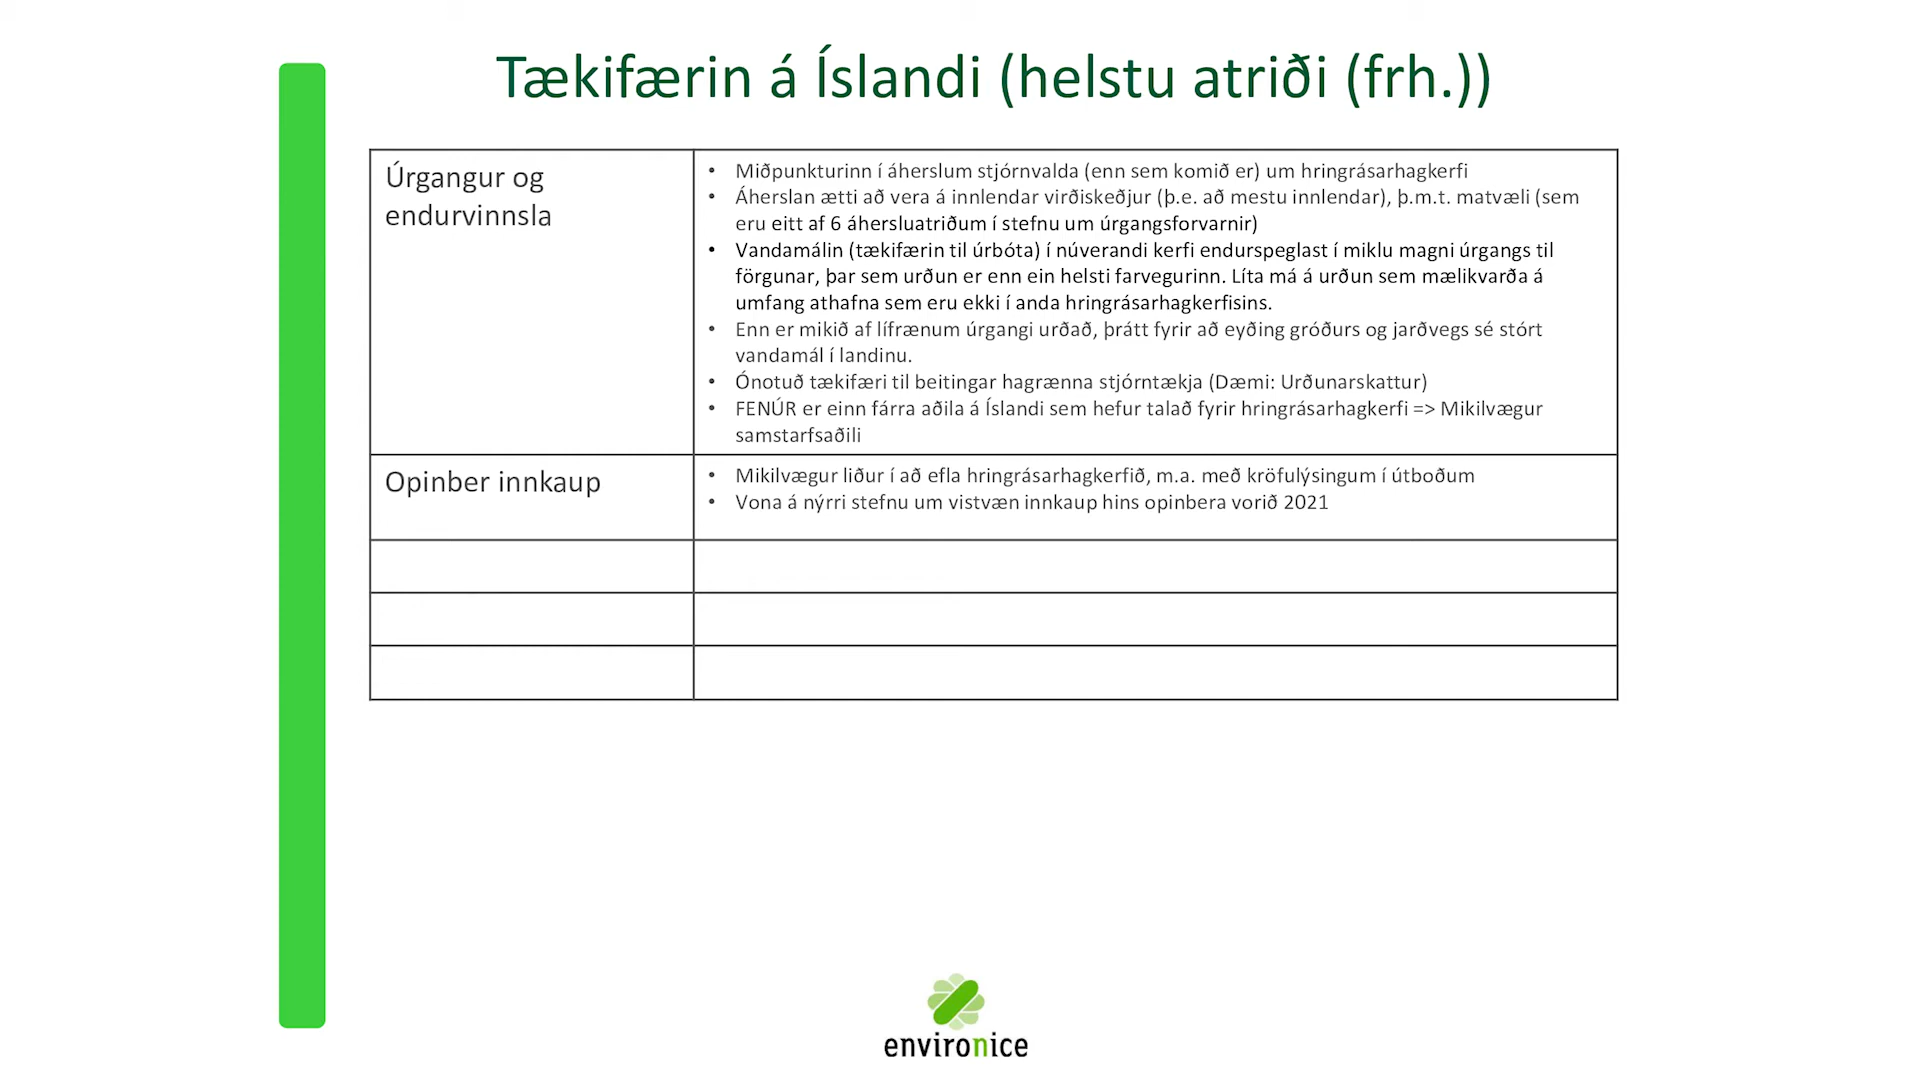 Tækifærin á Íslandi (helstu atriði (frh.))
Úrgangur og
endurvinnsla
• Miðpunkturinn í áherslum stjórnvalda (enn sem komið er) um hringrásarhagkerfi
• Áherslan ætti að vera á innlendar virðiskeðjur (þ.e. að mestu innlendar), þ.m.t. matvæli (sem
eru eitt af 6 áhersluatriðum í stefnu um úrgangsforvarnir)
• Vandamálin (tækifærin til úrbóta) í núverandi kerfi endurspeglast í miklu magni úrgangs til
förgunar, þar sem urðun er enn ein helsti farvegurinn. Líta má á urðun sem mælikvarða á
umfang athafna sem eru ekki í anda hringrásarhagkerfisins.
• Enn er mikið af lífrænum úrgangi urðað, þrátt fyrir að eyðing gróðurs og jarðvegs sé stórt
vandamál í landinu.
• Ónotuð tækifæri til beitingar hagrænna stjórntækja (Dæmi: Urðunarskattur)
• FENÚR er einn fárra aðila á Íslandi sem hefur talað fyrir hringrásarhagkerfi => Mikilvægur
samstarfsaðili
Opinber innkaup
• Mikilvægur liður í að efla hringrásarhagkerfið, m.a. með kröfulýsingum í útboðum
• Vona á nýrri stefnu um vistvæn innkaup hins opinbera vorið 2021
environice